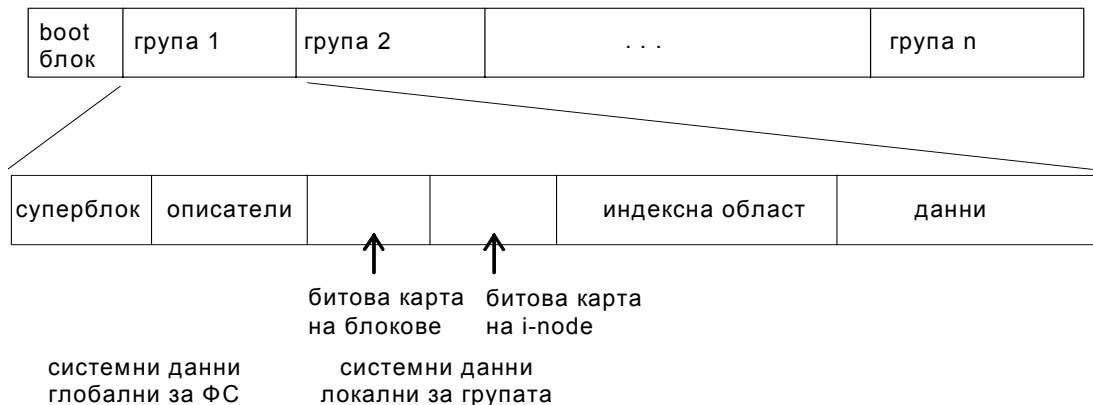 boot
блок
група 1
група 2
. . .
група n
суперблок
описатели
индексна област
данни
битова карта
на блокове
битова карта
на i-node
системни данни
глобални за ФС
системни данни
локални за групата